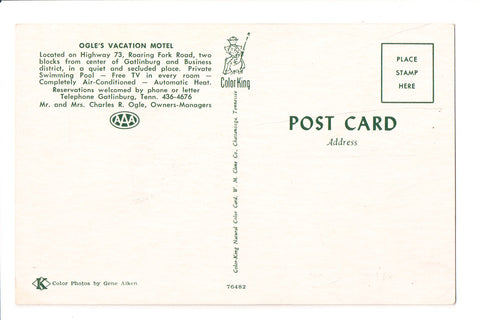 OGLE'S VACATION MOTEL
Located on Highway 73, Roaring Fork Road, two
blocks from center of Gatlinburg and Business
district, in a quiet and secluded place. Private
Swimming Pool — Free TV in every room —
Completely Air-Conditioned — Automatic Heat.
Reservations welcomed by phone or letter
Telephone Gatlinburg, Tenn. 436-4676
Mr. and Mrs. Charles R. Ogle, Owners-Managers
AAA
K Color Photos by Gene Aiken
ColorKing
Color-King Natural Color Card, W. M. Cline Co., Chattanooga, Tennessee
76482
PLACE
STAMP
HERE
POST CARD
Address